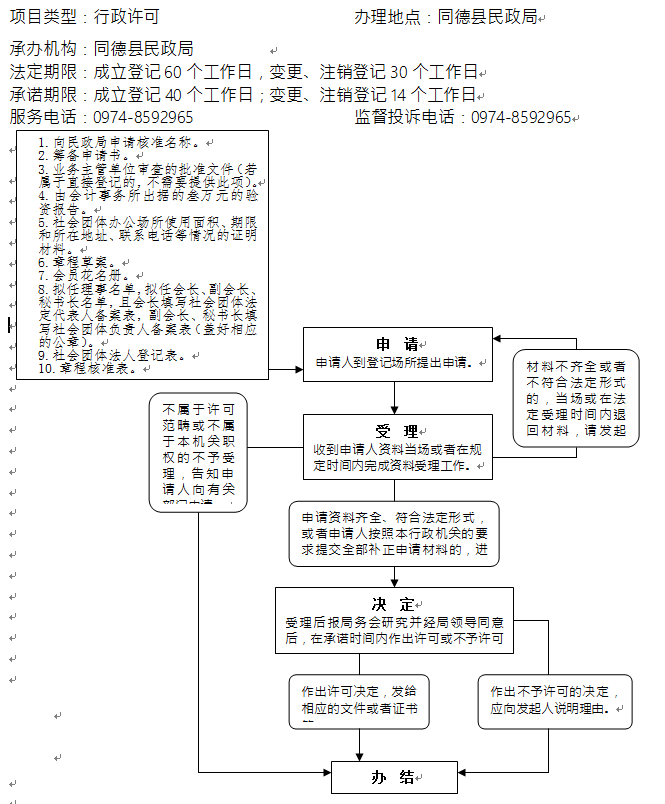 项目类型：行政许可
办理地点：同德县民政局
承办机构：同德县民政局
法定期限：成立登记60个工作日，变更、注销登记30个工作日
承诺期限：成立登记40个工作日；变更、注销登记14个工作日
服务电话：0974-8592965
监督投诉电话：0974-8592965
1. 向民政局申请核准名称。
2. 筹备申请书。
3. 业务主管单位审查的批准文件（若
属于直接登记的，不需要提供此项）。
4. 由会计事务所出据的叁万元的验
资报告。
5. 社会团体办公场所使用面积、期限
和所在地址、联系电话等情况的证明
材料。
6. 章程草案。
7. 会员花名册。
8. 拟任理事名单，拟任会长、副会长、
秘书长名单，且会长填写社会团体法
定代表人备案表，副会长、秘书长填
写社会团体负责人备案表（盖好相应
的公章）。
9. 社会团体法人登记表。
10. 章程核准表。
申 请
申请人到登记场所提出申请。
材料不齐全或者
不符合法定形式
的，当场或在法
定受理时间内退
回材料，请发起
不属于许可
范畴或不属
于本机关职
权的不予受
理，告知申
请人向有关
部门申请。
受 理
收到申请人资料当场或者在规
定时间内完成资料受理工作。
申请资料齐全、符合法定形式，
或者申请人按照本行政机关的要
求提交全部补正申请材料的，进
决 定
受理后报局务会研究并经局领导同意
后，在承诺时间内作出许可或不予许可
作出许可决定，发给
相应的文件或者证书
作出不予许可的决定，
应向发起人说明理由。
办 结